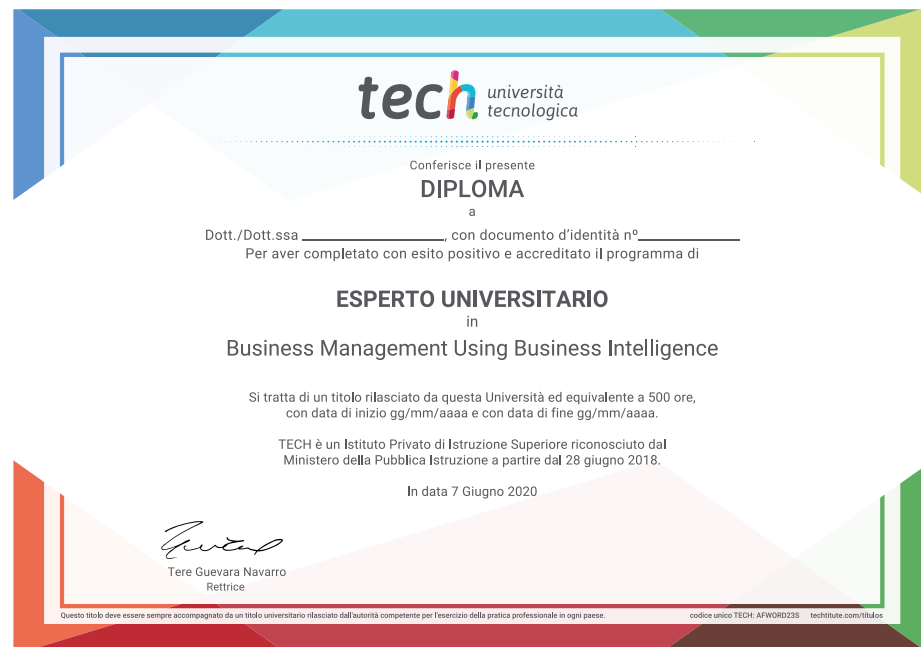 tech università
tecnologica
Conferisce il presente
DIPLOMA
a
Dott./Dott.ssa ____________, con documento d'identità nº____________
Per aver completato con esito positivo e accreditato il programma di
ESPERTO UNIVERSITARIO
in
Business Management Using Business Intelligence
Si tratta di un titolo rilasciato da questa Università ed equivalente a 500 ore,
con data di inizio gg/mm/aaaa e con data di fine gg/mm/aaaa.
TECH è un Istituto Privato di Istruzione Superiore riconosciuto dal
Ministero della Pubblica Istruzione a partire dal 28 giugno 2018.
In data 7 Giugno 2020
Tere Guevara Navarro
Rettrice
Questo titolo deve essere sempre accompagnato da un titolo universitario rilasciato dall'autorità competente per l'esercizio della pratica professionale in ogni paese. codice unico TECH: AFWORD23S techtitute.com/titulos